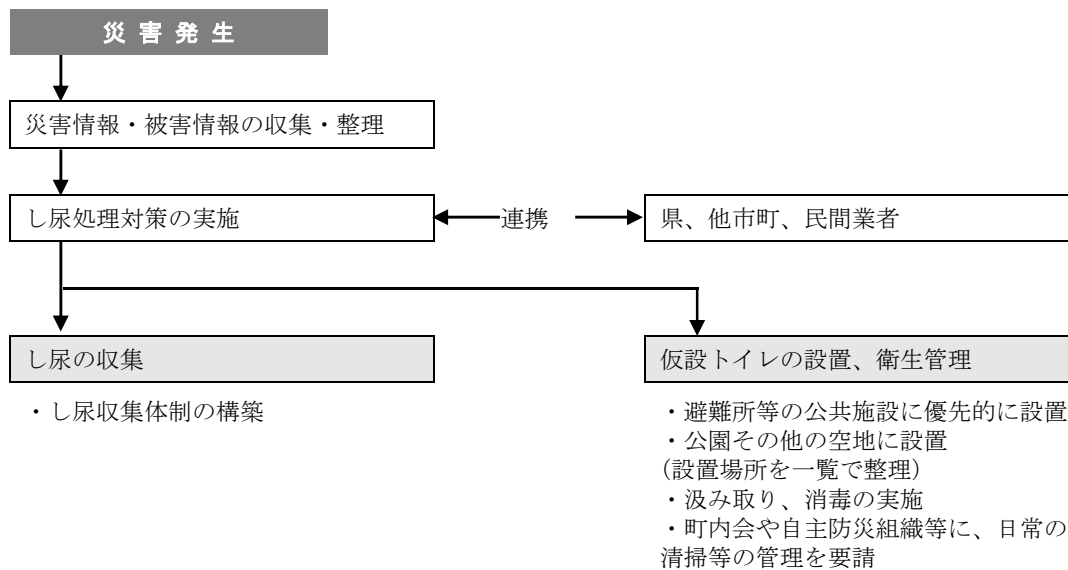 災 害 発 生
災害情報・被害情報の収集・整理
し尿処理対策の実施
連携
県、他市町、民間業者
し尿の収集
・し尿収集体制の構築
仮設トイレの設置、衛生管理
・避難所等の公共施設に優先的に設置
・公園その他の空地に設置
(設置場所を一覧で整理)
・汲み取り、消毒の実施
・町内会や自主防災組織等に、日常の
清掃等の管理を要請